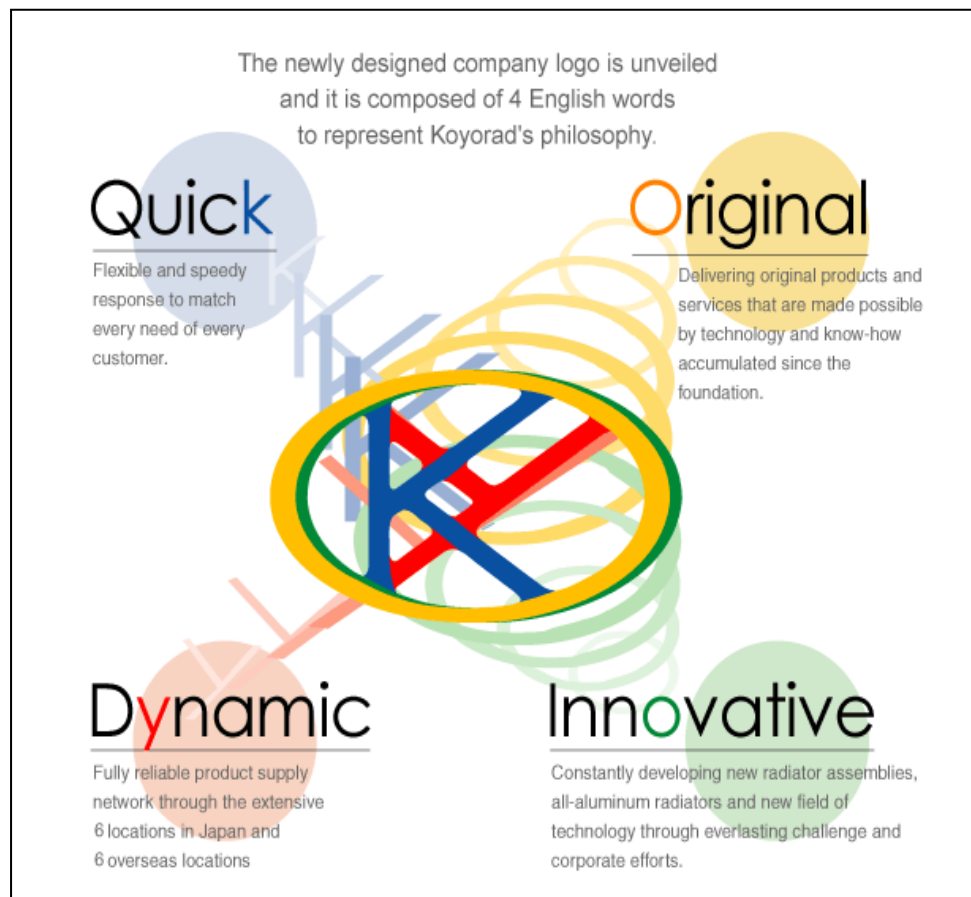 The newly designed company logo is unveiled
and it is composed of 4 English words
to represent Koyorad's philosophy.
Quick
Flexible and speedy
response to match
every need of every
customer.
Original
Delivering original products and
services that are made possible
by technology and know-how
accumulated since the
foundation.
Dynamic
Fully reliable product supply
network through the extensive
6 locations in Japan and
6 overseas locations
Innovative
Constantly developing new radiator assemblies,
all-aluminum radiators and new field of
technology through everlasting challenge and
corporate efforts.